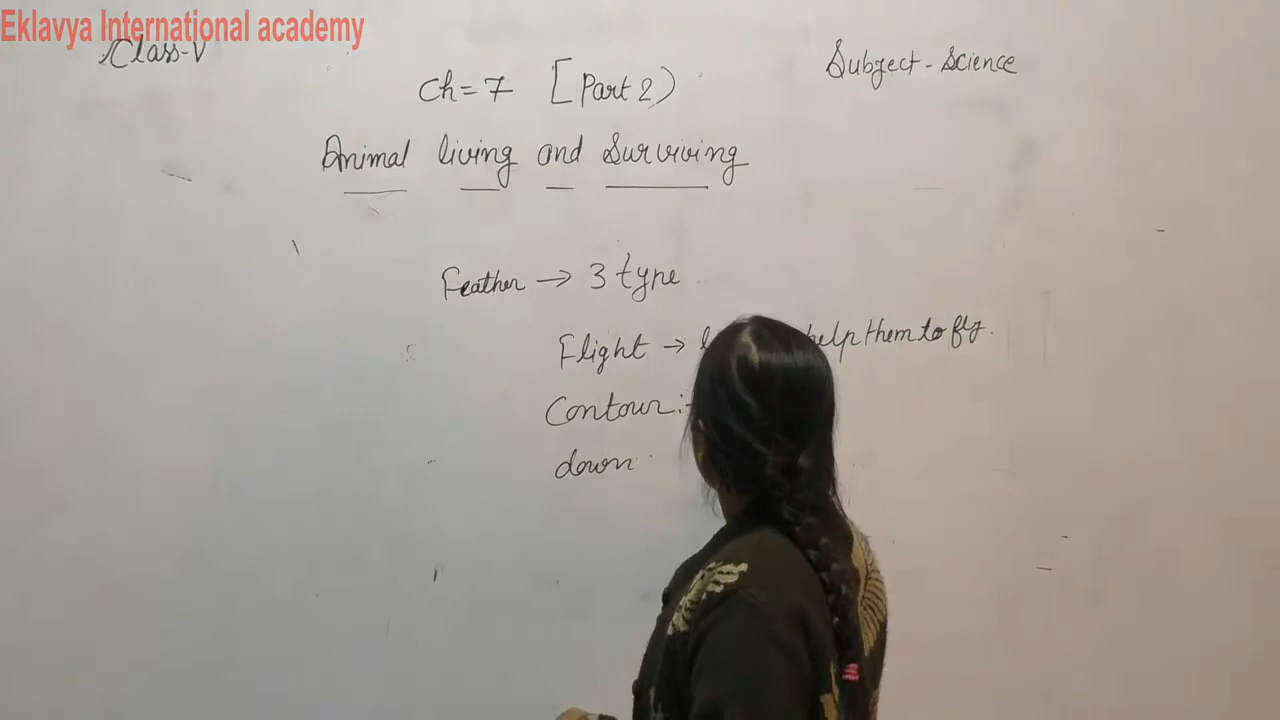 Eklavya International academy
Class-V
Subject - Science
Ch = 7 [Part 2)
Animal living and Surviving
Feather → 3 type
Flight → help them to fly.
Contour :-
down